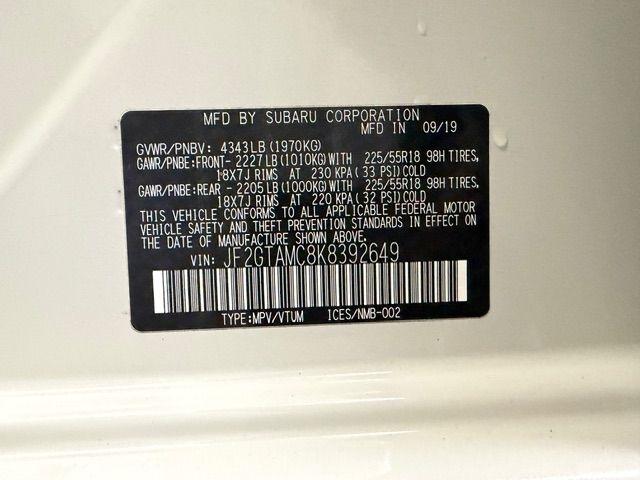 MFD BY SUBARU CORPORATION
MFD IN 09/19
GVWR/PNBV: 4343LB(1970KG)
GAWR/PNBE:FRONT- 2227LB(1010KG)WITH 225/55R18 98H TIRES,
18X7J RIMS AT 230 KPA(33 PSI)COLD
GAWR/PNBE:REAR - 2205LB(1000KG)WITH 225/55R18 98H TIRES,
18X7J RIMS AT 220 KPA(32 PSI)COLD
THIS VEHICLE CONFORMS TO ALL APPLICABLE FEDERAL MOTOR
VEHICLE SAFETY AND THEFT PREVENTION STANDARDS IN EFFECT
ON THE DATE OF MANUFACTURE SHOWN ABOVE.
VIN: JF2GTAMC8K8392649
TYPE:MPV/VTUM ICES/NMB-002